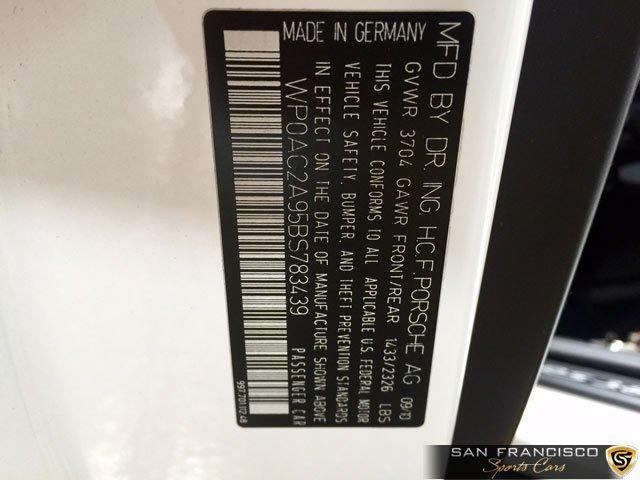 MADE IN GERMANY
MFD BY DR. ING H.C.F.PORSCHE AG 09/10
GVWR 3704 GAWR FRONT/REAR 1433/2326 LBS
THIS VEHICLE CONFORMS TO ALL APPLICABLE U.S. FEDERAL MOTOR
VEHICLE SAFETY, BUMPER, AND THEFT PREVENTION STANDARDS
IN EFFECT ON THE DATE OF MANUFACTURE SHOWN ABOVE
WP0AC2A95BS783439 PASSENGER CAR
SAN FRANCISCO
Sports Cars